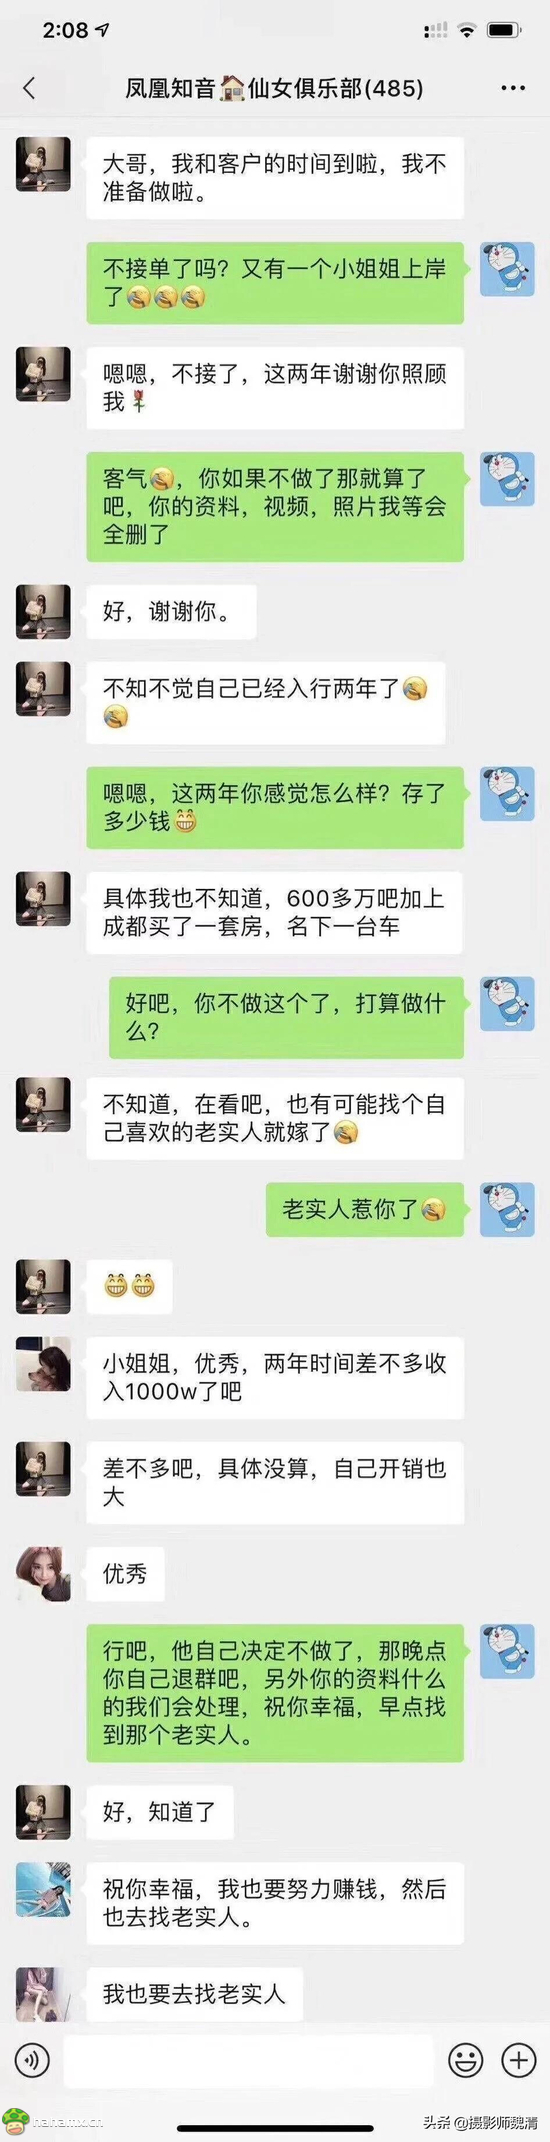 2:08
凤凰知音🏠仙女俱乐部(485)
大哥，我和客户的时间到啦，我不
准备做啦。
不接单了吗？又有一个小姐姐上岸
了🤣🤣🤣
嗯嗯，不接了，这两年谢谢你照顾
我🌹
客气🤣，你如果不做了那就算了
吧，你的资料，视频，照片我等会
全删了
好，谢谢你。
不知不觉自己已经入行两年了🤣
🤣
嗯嗯，这两年你感觉怎么样？存了
多少钱😁
具体我也不知道，600多万吧加上
成都买了一套房，名下一台车
好吧，你不做这个了，打算做什
么？
不知道，在看吧，也有可能找个自
己喜欢的老实人就嫁了🤣
老实人惹你了🤣
😁😁
小姐姐，优秀，两年时间差不多收
入1000w了吧
差不多吧，具体没算，自己开销也
大
优秀
行吧，他自己决定不做了，那晚点
你自己退群吧，另外你的资料什么
的我们会处理，祝你幸福，早点找
到那个老实人。
好，知道了
祝你幸福，我也要努力赚钱，然后
也去找老实人。
我也要去找老实人
nanamx.cn
头条 @摄影师魏清